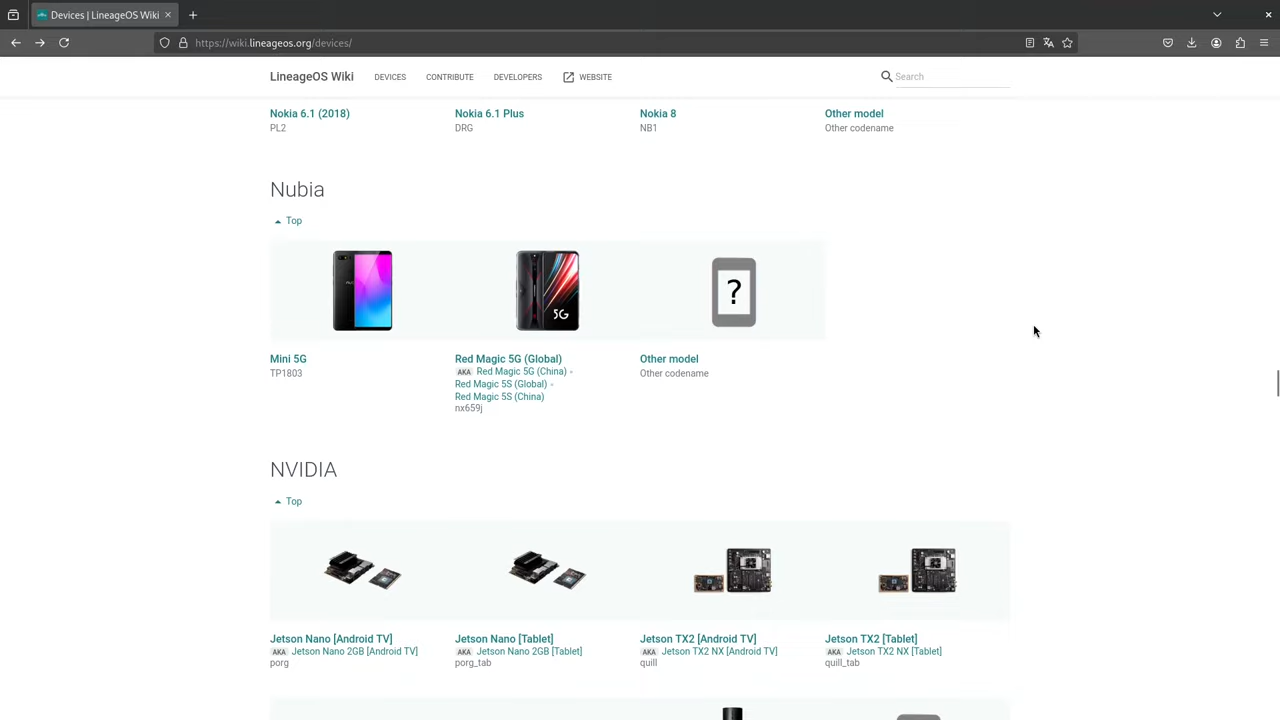 Devices | LineageOS Wiki
https://wiki.lineageos.org/devices/
LineageOS Wiki DEVICES CONTRIBUTE DEVELOPERS WEBSITE Search
Nokia 6.1 (2018) Nokia 6.1 Plus Nokia 8 Other model
PL2 DRG NB1 Other codename
Nubia
Top
5G
?
Mini 5G Red Magic 5G (Global) Other model
TP1803 AKA Red Magic 5G (China) - Other codename
Red Magic 5S (Global) -
Red Magic 5S (China)
nx659j
NVIDIA
Top
Jetson Nano [Android TV] Jetson Nano [Tablet] Jetson TX2 [Android TV] Jetson TX2 [Tablet]
AKA Jetson Nano 2GB [Android TV] AKA Jetson Nano 2GB [Tablet] AKA Jetson TX2 NX [Android TV] AKA Jetson TX2 NX [Tablet]
porg porg_tab quill quill_tab